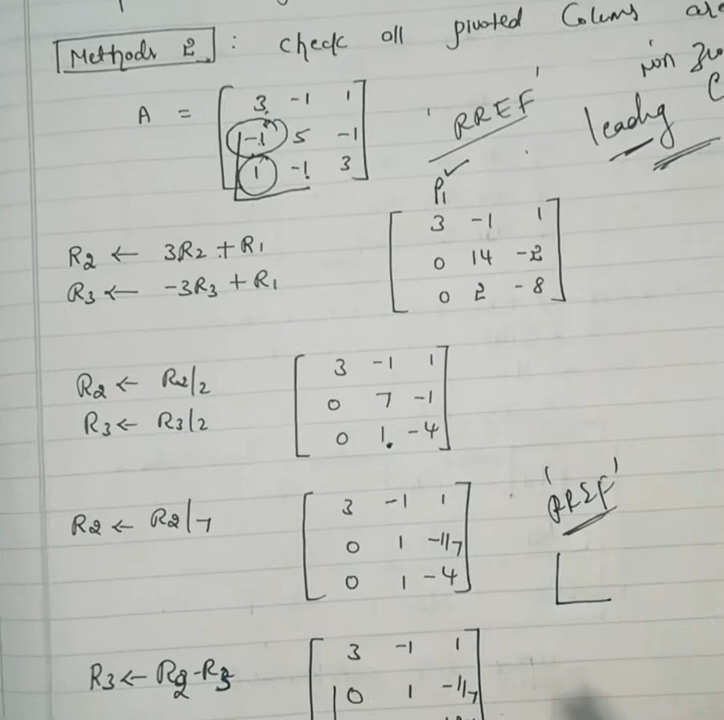 Methods 2 : check all pivoted Colums are
non
leading
A = [ 3 -1 1
-1 5 -1
1 -1 3 ]
'RREF'
P1 ✓
R2 ← 3R2 + R1
R3 ← -3R3 + R1
[ 3 -1 1
0 14 -2
0 2 -8 ]
R2 ← R2/2
R3 ← R3/2
[ 3 -1 1
0 7 -1
0 1 -4 ]
R2 ← R2/7
[ 3 -1 1
0 1 -1/7
0 1 -4 ]
'RREF'
R3 ← R2-R3
[ 3 -1 1
0 1 -1/7